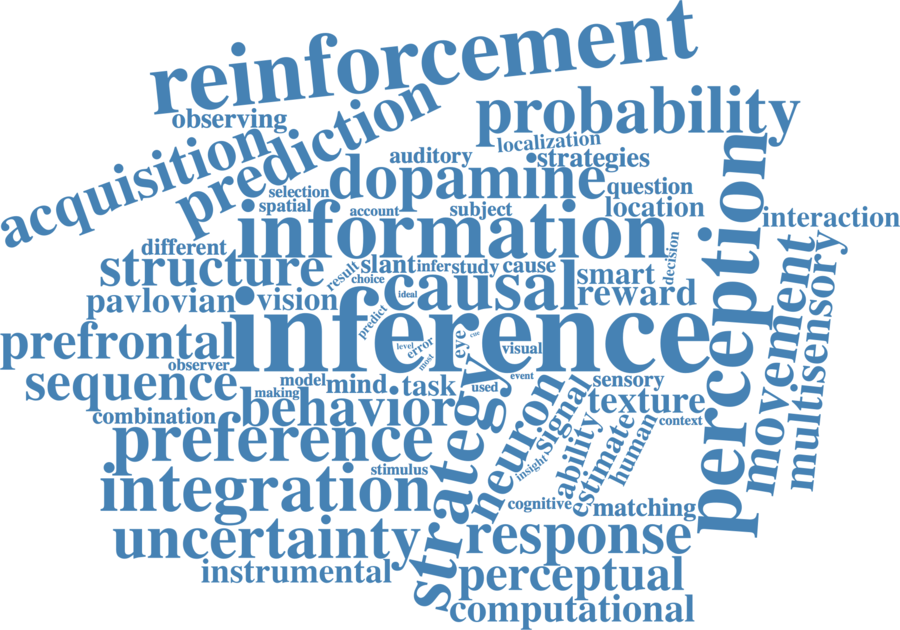 reinforcement
observing
probability
prediction
acquisition
localization
auditory
strategies
dopamine
selection
question
spatial
account
subject
location
information
interaction
perception
different
decision
structure
result
slant
infer
study
cause
smart
choice
causal
reward
pavlovian
vision
ideal
movement
multisensory
inference
predict
prefrontal
level
error
most
eye
cue
visual
observer
sequence
model
making
mind
task
used
event
sensory
combination
behavior
strategy
neuron
signal
texture
context
preference
ability
estimate
human
stimulus
insight
integration
cognitive
matching
uncertainty
response
instrumental
perceptual
computational